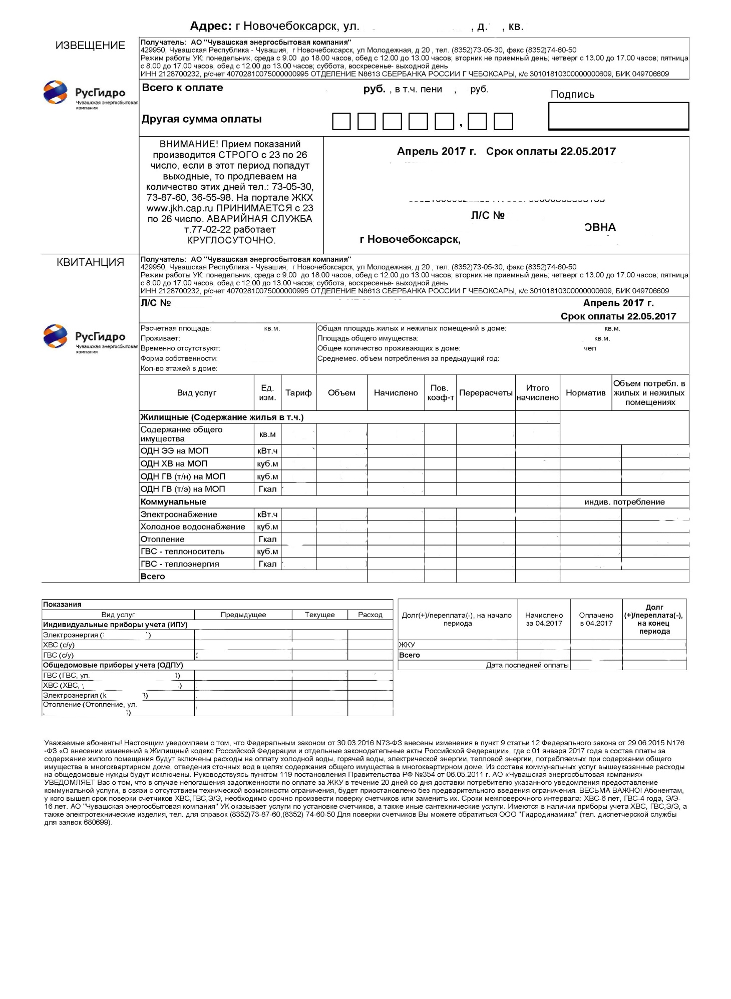 Адрес: г Новочебоксарск, ул. , д. , кв.
ИЗВЕЩЕНИЕ
Получатель: АО "Чувашская энергосбытовая компания"
429950, Чувашская Республика - Чувашия, г Новочебоксарск, ул Молодежная, д 20 , тел. (8352)73-05-30, факс (8352)74-60-50
Режим работы УК: понедельник, среда с 9.00 до 18.00 часов, обед с 12.00 до 13.00 часов; вторник не приемный день; четверг с 13.00 до 17.00 часов; пятница
с 8.00 до 17.00 часов, обед с 12.00 до 13.00 часов; суббота, воскресенье- выходной день
ИНН 2128700232, р/счет 40702810075000000995 ОТДЕЛЕНИЕ N8613 СБЕРБАНКА РОССИИ Г ЧЕБОКСАРЫ, к/с 30101810300000000609, БИК 049706609
РусГидро
Чувашская энергосбытовая
компания
Всего к оплате руб. , в т.ч. пени , руб.
Подпись
Другая сумма оплаты ,
ВНИМАНИЕ! Прием показаний
производится СТРОГО с 23 по 26
число, если в этот период попадут
выходные, то продлеваем на
количество этих дней тел.: 73-05-30,
73-87-60, 36-55-98. На портале ЖКХ
www.jkh.cap.ru ПРИНИМАЕТСЯ с 23
по 26 число. АВАРИЙНАЯ СЛУЖБА
т.77-02-22 работает
КРУГЛОСУТОЧНО.
Апрель 2017 г. Срок оплаты 22.05.2017
Л/С №
ОВНА
г Новочебоксарск,
КВИТАНЦИЯ
Получатель: АО "Чувашская энергосбытовая компания"
429950, Чувашская Республика - Чувашия, г Новочебоксарск, ул Молодежная, д 20 , тел. (8352)73-05-30, факс (8352)74-60-50
Режим работы УК: понедельник, среда с 9.00 до 18.00 часов, обед с 12.00 до 13.00 часов; вторник не приемный день; четверг с 13.00 до 17.00 часов; пятница
с 8.00 до 17.00 часов, обед с 12.00 до 13.00 часов; суббота, воскресенье- выходной день
ИНН 2128700232, р/счет 40702810075000000995 ОТДЕЛЕНИЕ N8613 СБЕРБАНКА РОССИИ Г ЧЕБОКСАРЫ, к/с 30101810300000000609, БИК 049706609
Л/С № Апрель 2017 г.
Срок оплаты 22.05.2017
РусГидро
Чувашская энергосбытовая
компания
Расчетная площадь: кв.м. Общая площадь жилых и нежилых помещений в доме: кв.м.
Проживает: Площадь общего имущества: кв.м.
Временно отсутствуют: Общее количество проживающих в доме: чел
Форма собственности: Среднемес. объем потребления за предыдущий год:
Кол-во этажей в доме:
Вид услуг Ед. изм. Тариф Объем Начислено Пов. коэф-т Перерасчеты Итого начислено Норматив Объем потребл. в жилых и нежилых помещениях
Жилищные (Содержание жилья в т.ч.)
Содержание общего имущества кв.м
ОДН ЭЭ на МОП кВт.ч
ОДН ХВ на МОП куб.м
ОДН ГВ (т/н) на МОП куб.м
ОДН ГВ (т/э) на МОП Гкал
Коммунальные индив. потребление
Электроснабжение кВт.ч
Холодное водоснабжение куб.м
Отопление Гкал
ГВС - теплоноситель куб.м
ГВС - теплоэнергия Гкал
Всего
Показания
Вид услуг Предыдущее Текущее Расход
Индивидуальные приборы учета (ИПУ)
Электроэнергия ( )
ХВС (с/у)
ГВС (с/у)
Общедомовые приборы учета (ОДПУ)
ГВС (ГВС, ул. )
ХВС (ХВС, )
Электроэнергия ( )
Отопление (Отопление, ул.
)
Долг(+)/переплата(-), на начало периода Начислено за 04.2017 Оплачено в 04.2017 Долг (+)/переплата(-), на конец периода
ЖКУ
Всего
Дата последней оплаты
Уважаемые абоненты! Настоящим уведомляем о том, что Федеральным законом от 30.03.2016 N73-ФЗ внесены изменения в пункт 9 статьи 12 Федерального закона от 29.06.2015 N176
-ФЗ «О внесении изменений в Жилищный кодекс Российской Федерации и отдельные законодательные акты Российской Федерации», где с 01 января 2017 года в состав платы за
содержание жилого помещения будут включены расходы на оплату холодной воды, горячей воды, электрической энергии, тепловой энергии, потребляемых при содержании общего
имущества в многоквартирном доме, отведения сточных вод в целях содержания общего имущества в многоквартирном доме. Из состава коммунальных услуг вышеуказанные расходы
на общедомовые нужды будут исключены. Руководствуясь пунктом 119 постановления Правительства РФ №354 от 06.05.2011 г. АО «Чувашская энергосбытовая компания»
УВЕДОМЛЯЕТ Вас о том, что в случае непогашения задолженности по оплате за ЖКУ в течение 20 дней со дня доставки потребителю указанного уведомления предоставление
коммунальной услуги, в связи с отсутствием технической возможности ограничения, будет приостановлено без предварительного введения ограничения. ВЕСЬМА ВАЖНО! Абонентам,
у кого вышел срок поверки счетчиков ХВС,ГВС,Э/Э, необходимо срочно произвести поверку счетчиков или заменить их. Сроки межповерочного интервала: ХВС-6 лет, ГВС-4 года, Э/Э-
16 лет. АО "Чувашская энергосбытовая компания" УК оказывает услуги по установке счетчиков, а также иные сантехнические услуги. Имеются в наличии приборы учета ХВС, ГВС,Э/Э, а
также электротехнические изделия, тел. для справок (8352)73-87-60,(8352) 74-60-50 Для поверки счетчиков Вы можете обратиться ООО "Гидродинамика" (тел. диспетчерской службы
для заявок 680699).